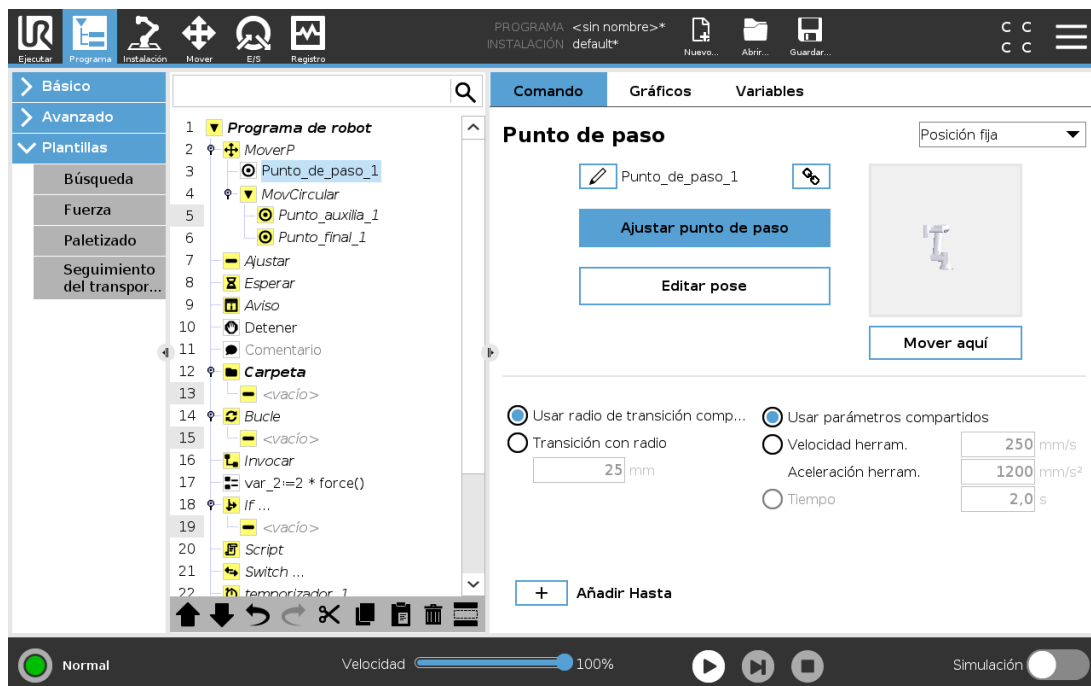 UR
PROGRAMA <sin nombre>*
INSTALACIÓN default*
Ejecutar
Programa
Instalación
Mover
E/S
Registro
Nuevo...
Abrir...
Guardar...
C C
C C
Básico
Avanzado
Plantillas
Búsqueda
Fuerza
Paletizado
Seguimiento
del transpor...
1 Programa de robot
2 MoverP
3 Punto_de_paso_1
4 MovCircular
5 Punto_auxilia_1
6 Punto_final_1
7 Ajustar
8 Esperar
9 Aviso
10 Detener
11 Comentario
12 Carpeta
13 <vacío>
14 Bucle
15 <vacío>
16 Invocar
17 var_2:=2 * force()
18 If ...
19 <vacío>
20 Script
21 Switch ...
22 temporizador_1
Comando
Gráficos
Variables
Punto de paso
Posición fija
Punto_de_paso_1
Ajustar punto de paso
Editar pose
Mover aquí
Usar radio de transición comp...
Transición con radio
25 mm
Usar parámetros compartidos
Velocidad herram. 250 mm/s
Aceleración herram. 1200 mm/s²
Tiempo 2,0 s
+ Añadir Hasta
Normal
Velocidad 100%
Simulación